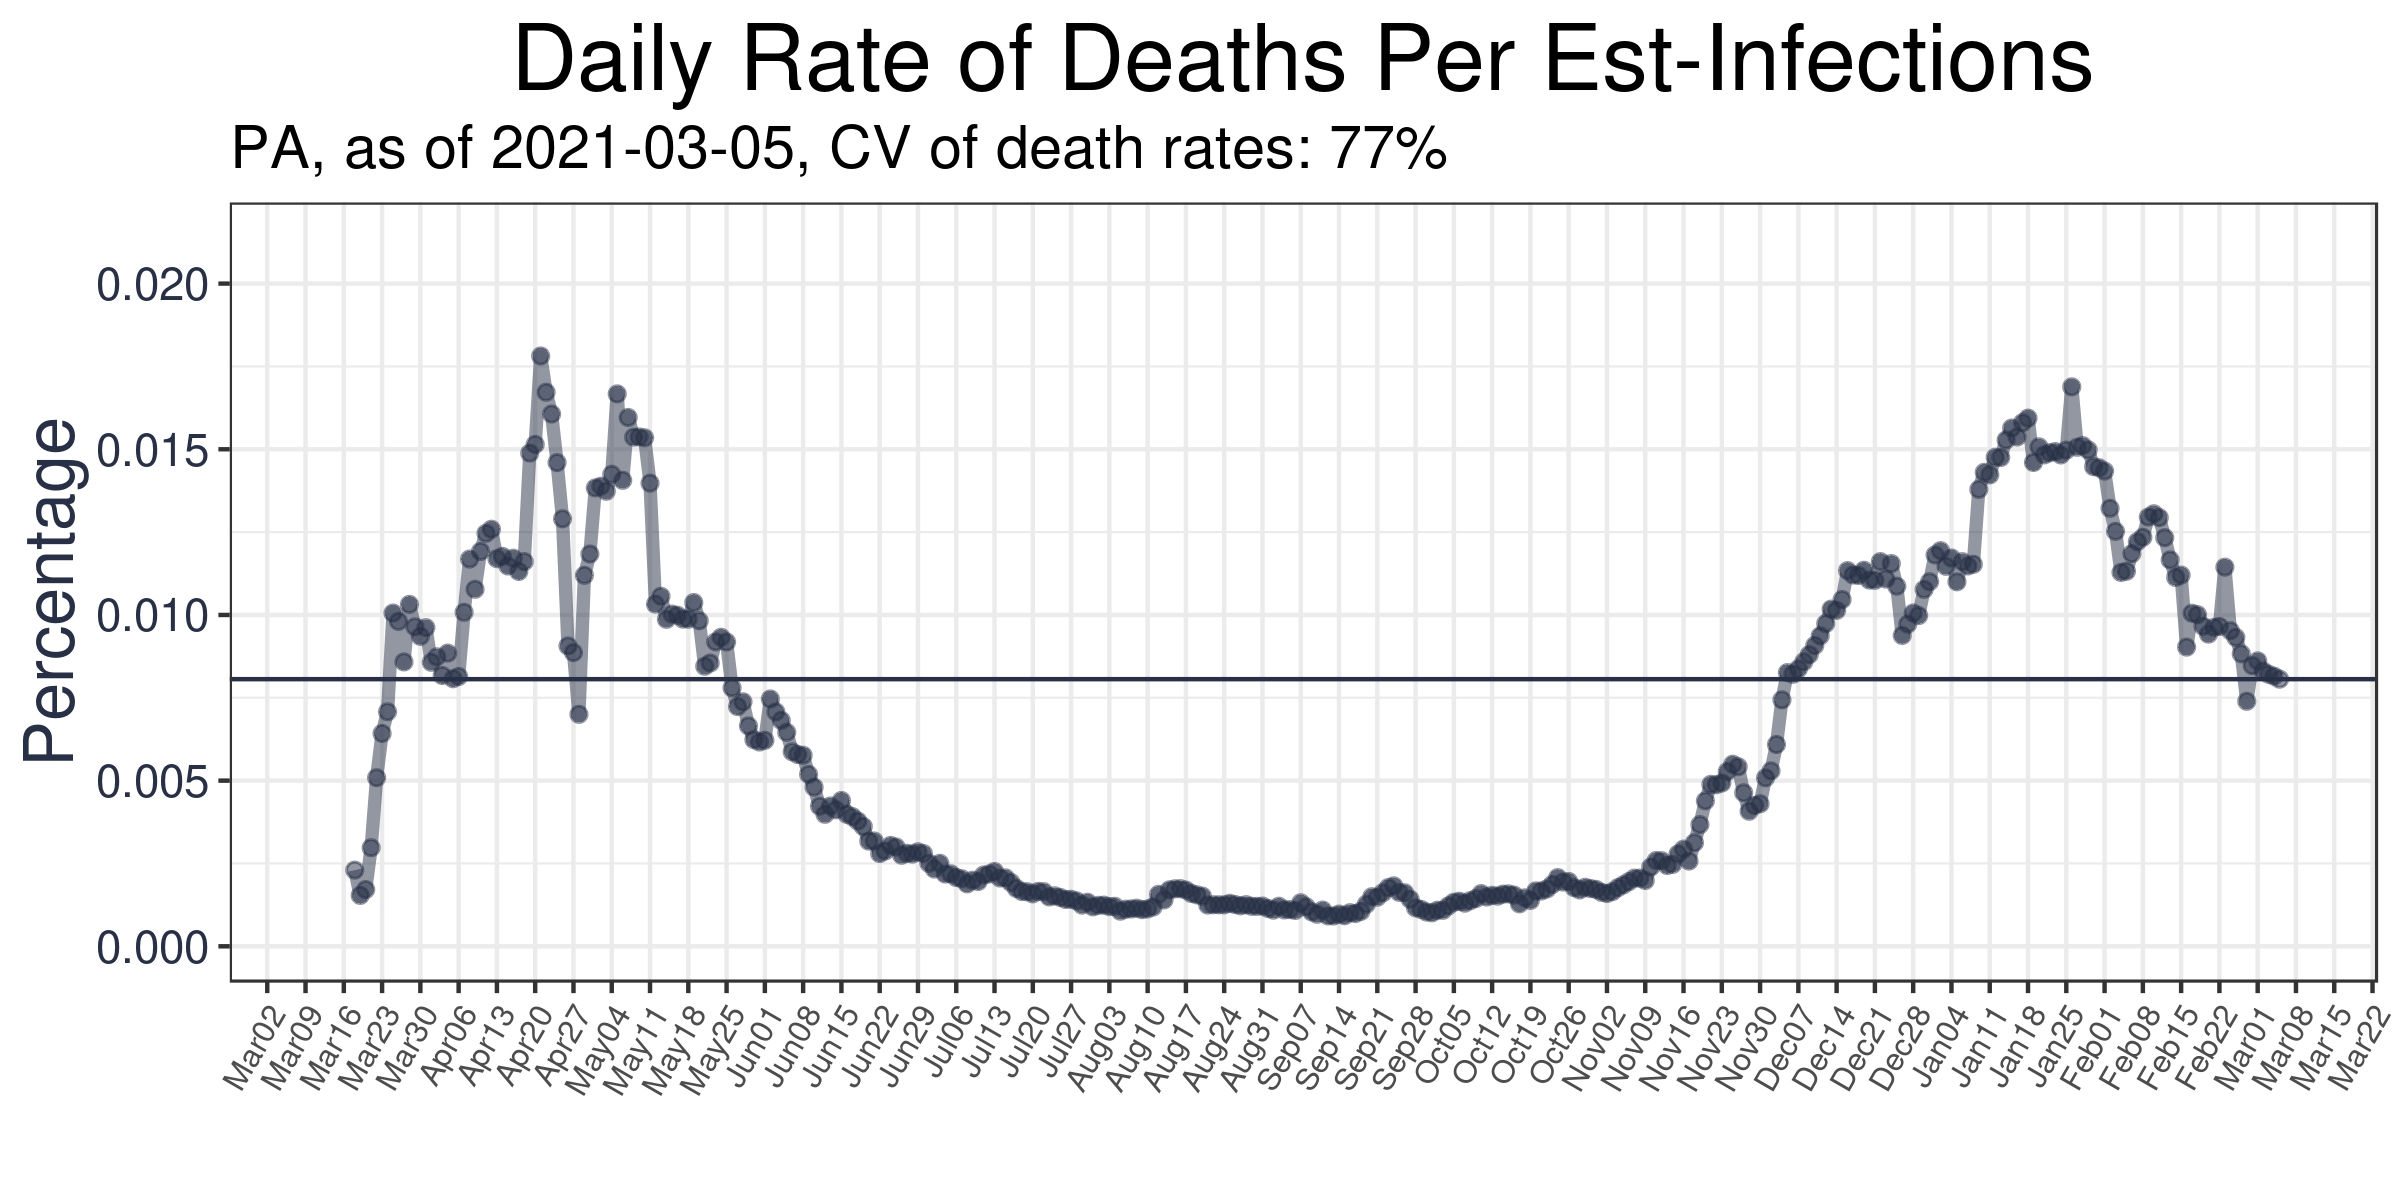 Daily Rate of Deaths Per Est-Infections
PA, as of 2021-03-05, CV of death rates: 77%
Percentage
0.020
0.015
0.010
0.005
0.000
Mar02
Mar09
Mar16
Mar23
Mar30
Apr06
Apr13
Apr20
Apr27
May04
May11
May18
May25
Jun01
Jun08
Jun15
Jun22
Jun29
Jul06
Jul13
Jul20
Jul27
Aug03
Aug10
Aug17
Aug24
Aug31
Sep07
Sep14
Sep21
Sep28
Oct05
Oct12
Oct19
Oct26
Nov02
Nov09
Nov16
Nov23
Nov30
Dec07
Dec14
Dec21
Dec28
Jan04
Jan11
Jan18
Jan25
Feb01
Feb08
Feb15
Feb22
Mar01
Mar08
Mar15
Mar22